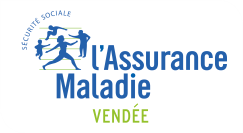 SÉCURITÉ SOCIALE
l'Assurance
Maladie
VENDÉE